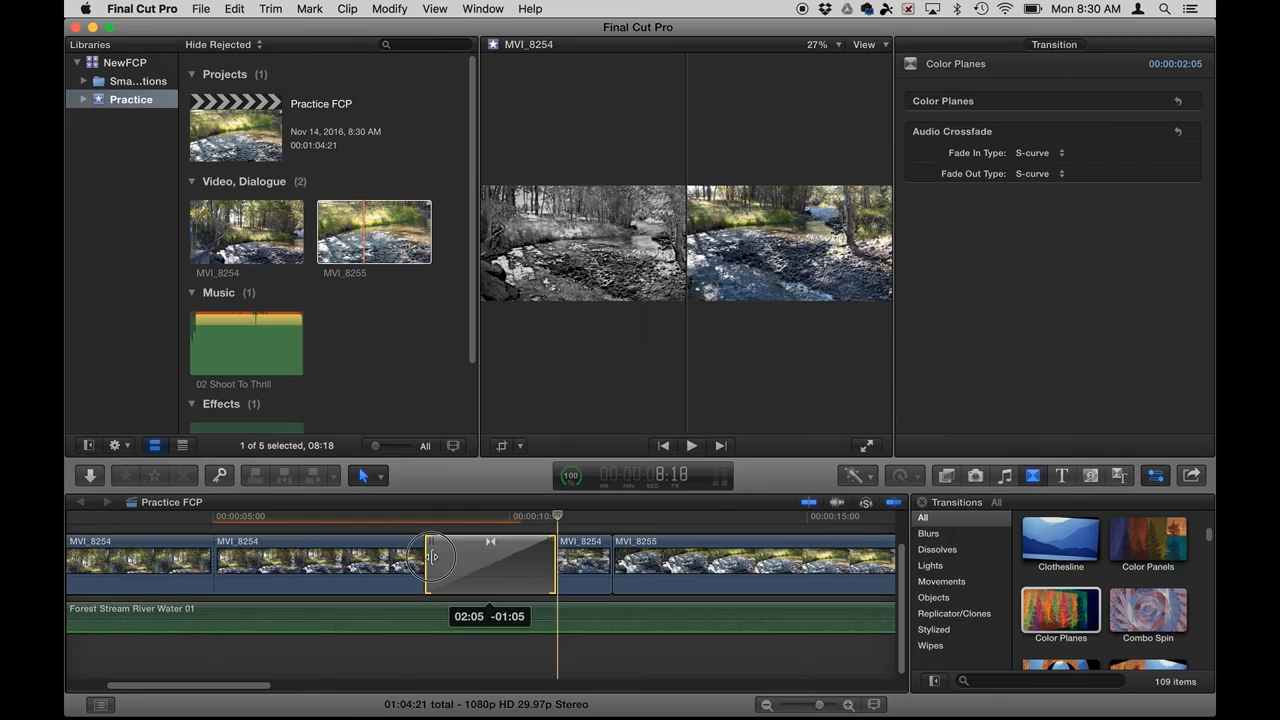 Final Cut Pro File Edit Trim Mark Clip Modify View Window Help Mon 8:30 AM
Final Cut Pro
Libraries Hide Rejected MVI_8254 27% View Transition
NewFCP
Sma...tions
Practice
Projects (1)
Practice FCP
Nov 14, 2016, 8:30 AM
00:01:04:21
Video, Dialogue (2)
MVI_8254 MVI_8255
Music (1)
02 Shoot To Thrill
Effects (1)
Color Planes 00:00:02:05
Color Planes
Audio Crossfade
Fade In Type: S-curve
Fade Out Type: S-curve
1 of 5 selected, 08:18 All
100 00:00:0 8:18
HR MIN SEC FR
Practice FCP Transitions All
00:00:05:00 00:00:10: 00:00:15:00
MVI_8254 MVI_8254 MVI_8254 MVI_8255
02:05 -01:05
Forest Stream River Water 01
All
Blurs
Dissolves
Lights
Movements
Objects
Replicator/Clones
Stylized
Wipes
Clothesline Color Panels
Color Planes Combo Spin
109 items
01:04:21 total - 1080p HD 29.97p Stereo